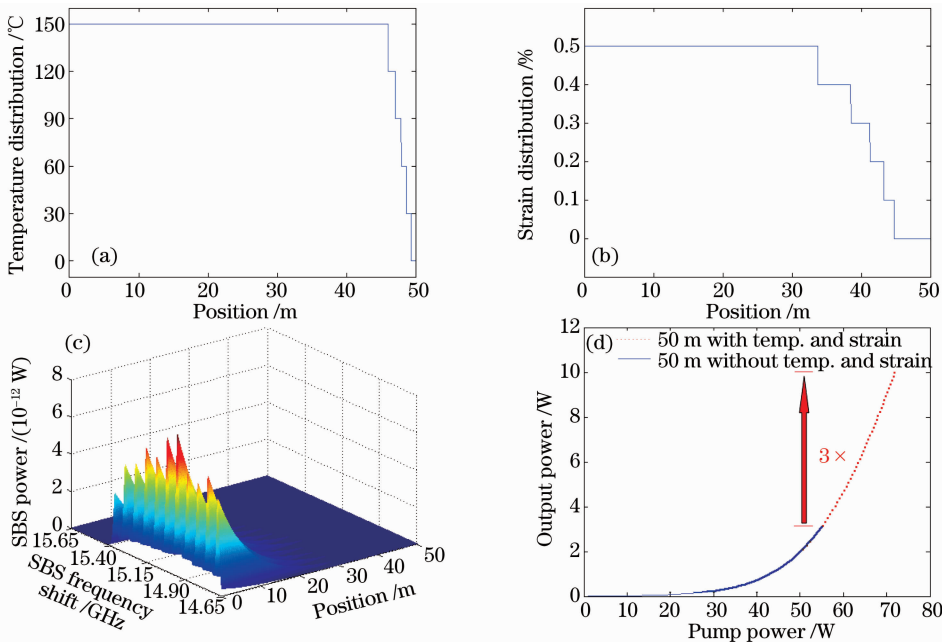 150
120
90
60
30
0
Temperature distribution /℃
(a)
0 10 20 30 40 50
Position /m
0.5
0.4
0.3
0.2
0.1
0
Strain distribution /%
(b)
0 10 20 30 40 50
Position /m
(c)
8
6
4
2
0
SBS power /(10⁻¹² W)
15.65
15.40
15.15
14.90
14.65
SBS frequency
shift /GHz
0 10 20 30 40 50
Position /m
12
10
8
6
4
2
0
Output power /W
(d)
50 m with temp. and strain
50 m without temp. and strain
3 ×
0 10 20 30 40 50 60 70 80
Pump power /W